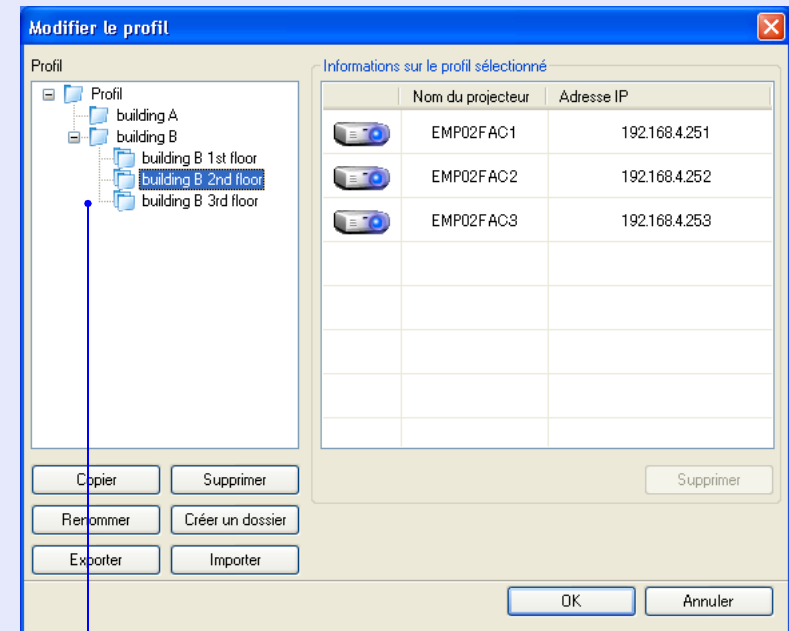 Modifier le profil
Profil
Profil
building A
building B
building B 1st floor
building B 2nd floor
building B 3rd floor
Copier Supprimer
Renommer Créer un dossier
Exporter Importer
Informations sur le profil sélectionné
Nom du projecteur Adresse IP
EMP02FAC1 192.168.4.251
EMP02FAC2 192.168.4.252
EMP02FAC3 192.168.4.253
Supprimer
OK Annuler